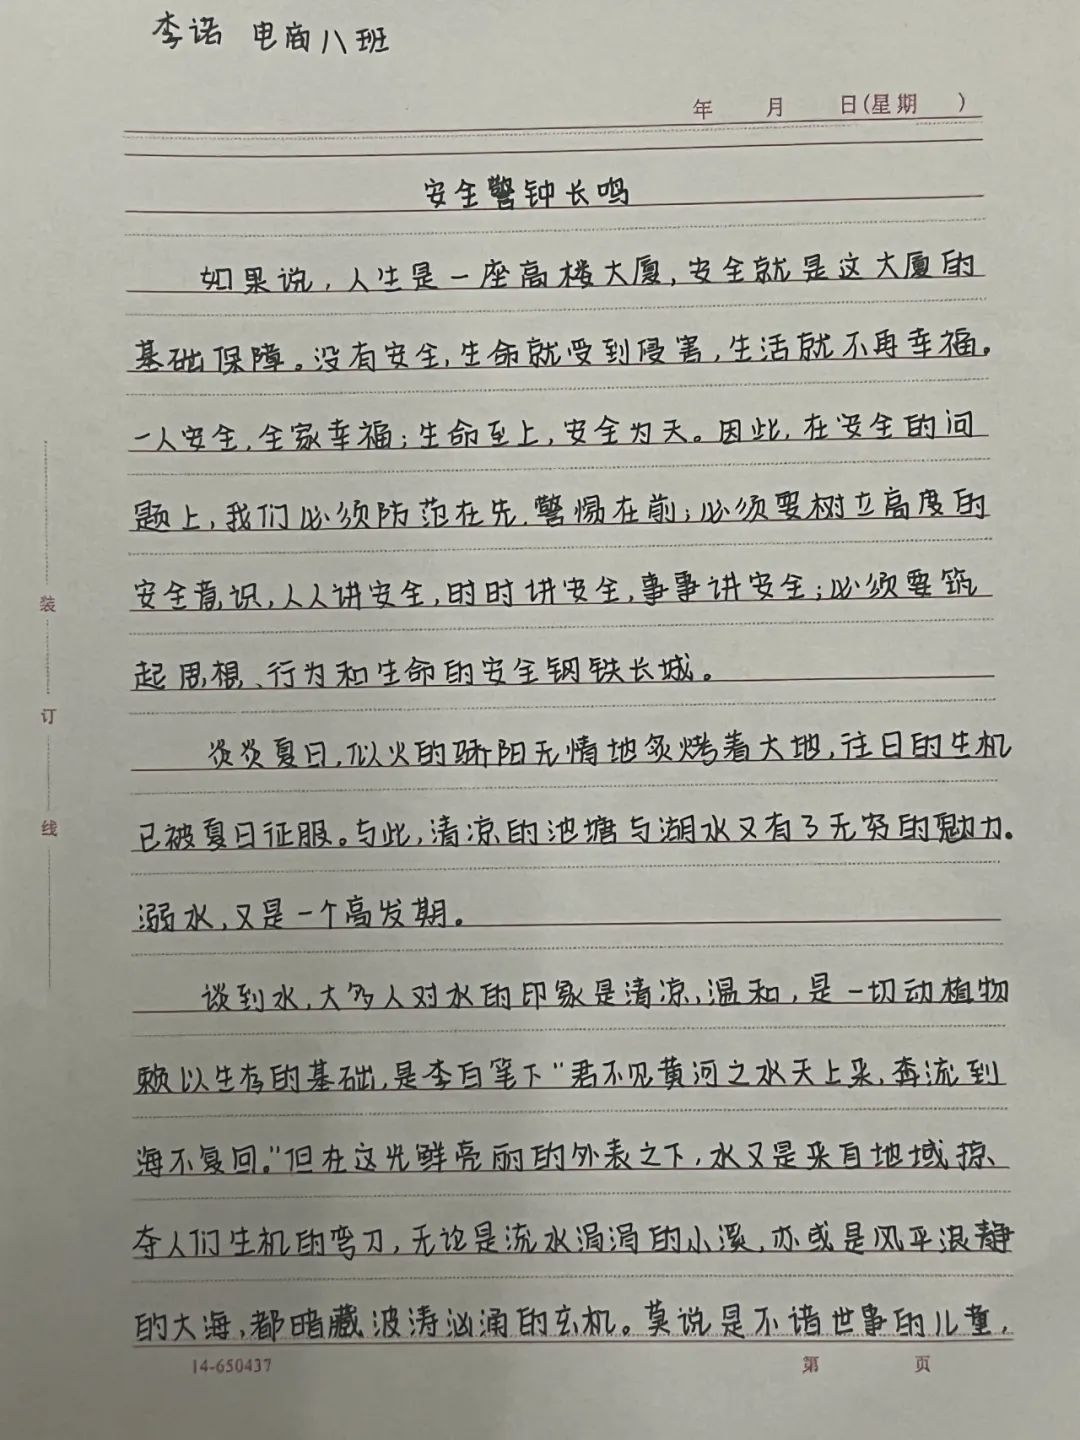 李诺 电商八班
年 月 日(星期 )
安全警钟长鸣
如果说，人生是一座高楼大厦，安全就是这大厦的
基础保障。没有安全，生命就受到侵害，生活就不再幸福。
一人安全，全家幸福；生命至上，安全为天。因此，在安全的问
题上，我们必须防范在先、警惕在前；必须要树立高度的
安全意识，人人讲安全，时时讲安全，事事讲安全；必须要筑
起思想、行为和生命的安全钢铁长城。
炎炎夏日，似火的骄阳无情地炙烤着大地，往日的生机
已被夏日征服。与此，清凉的池塘与湖水又有了无穷的魅力。
溺水，又是一个高发期。
谈到水，大多人对水的印象是清凉，温和，是一切动植物
赖以生存的基础，是李白笔下"君不见黄河之水天上来，奔流到
海不复回。"但在这光鲜亮丽的外表之下，水又是来自地域掠
夺人们生机的弯刀，无论是流水涓涓的小溪，亦或是风平浪静
的大海，都暗藏波涛汹涌的玄机。莫说是不谙世事的儿童，
装
订
线
14-650437
第 页